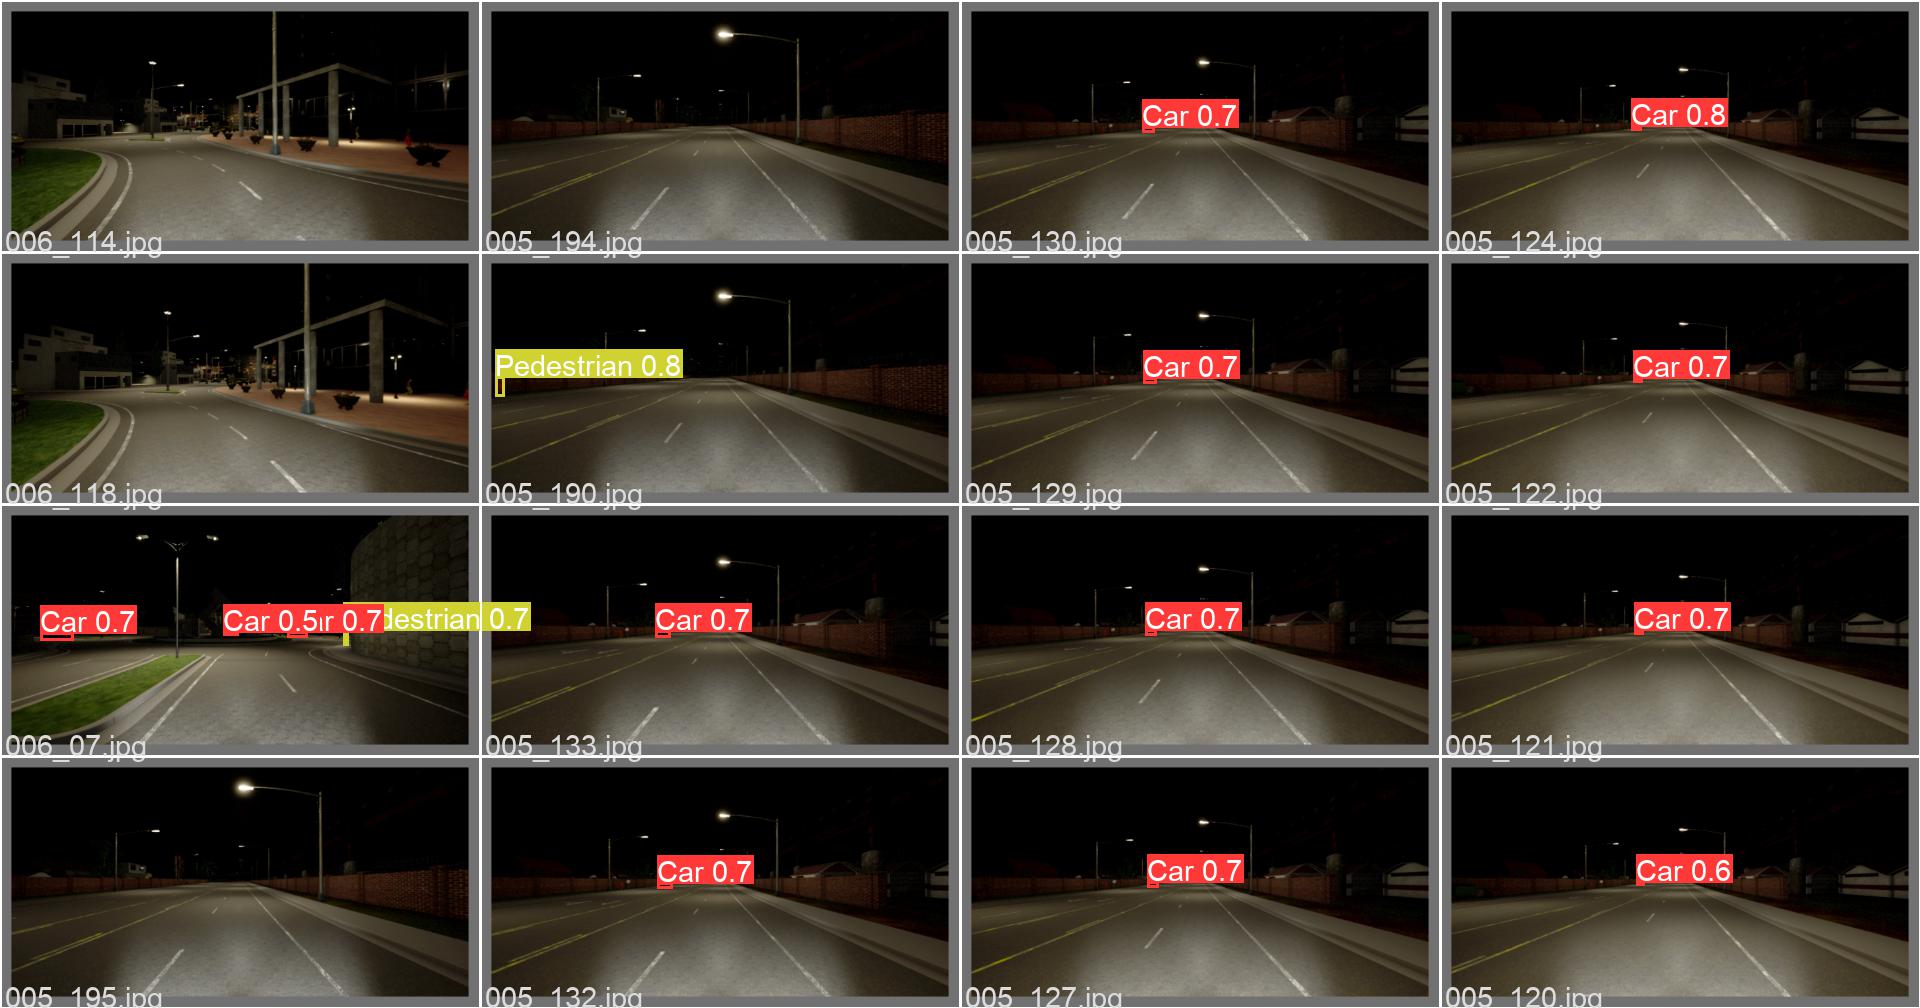 006_114.jpg
005_194.jpg
Car 0.7
005_130.jpg
Car 0.8
005_124.jpg
006_118.jpg
Pedestrian 0.8
005_190.jpg
Car 0.7
005_129.jpg
Car 0.7
005_122.jpg
Car 0.7
Car 0.5ır 0.7destrian 0.7
006_07.jpg
Car 0.7
005_133.jpg
Car 0.7
005_128.jpg
Car 0.7
005_121.jpg
005_195.jpg
Car 0.7
005_132.jpg
Car 0.7
005_127.jpg
Car 0.6
005_120.jpg